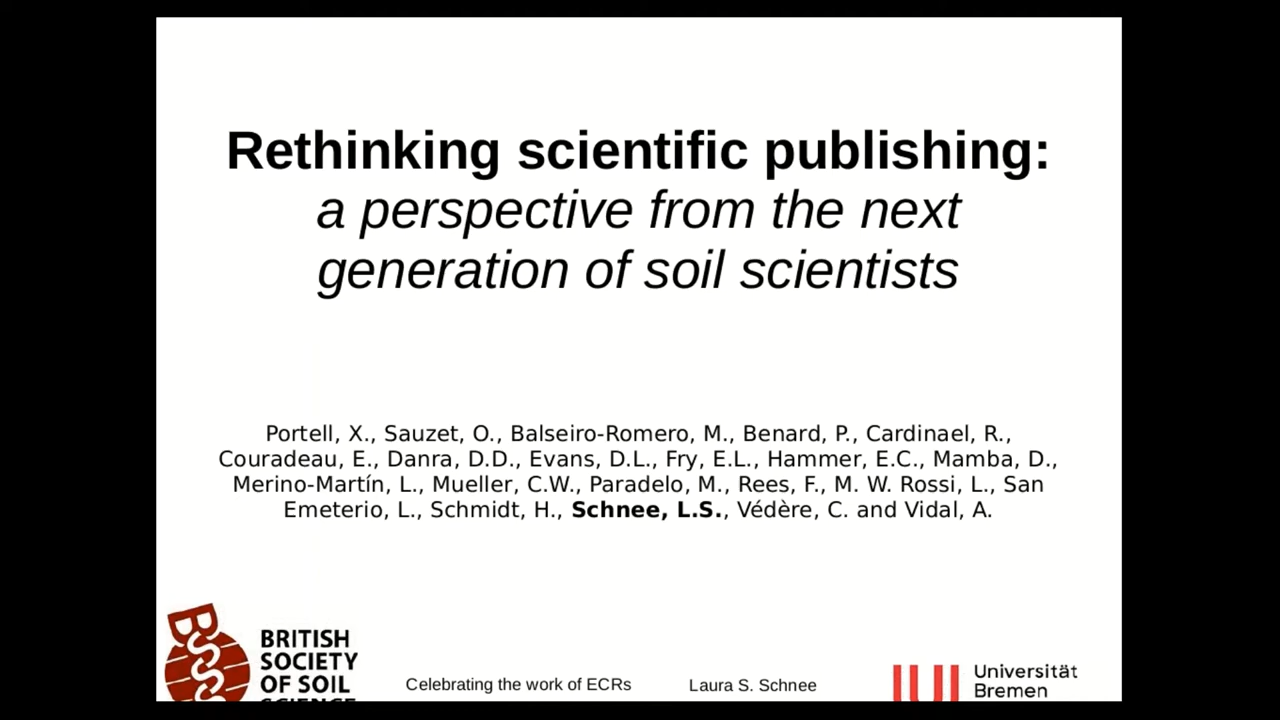 Rethinking scientific publishing:
a perspective from the next
generation of soil scientists
Portell, X., Sauzet, O., Balseiro-Romero, M., Benard, P., Cardinael, R.,
Couradeau, E., Danra, D.D., Evans, D.L., Fry, E.L., Hammer, E.C., Mamba, D.,
Merino-Martín, L., Mueller, C.W., Paradelo, M., Rees, F., M. W. Rossi, L., San
Emeterio, L., Schmidt, H., Schnee, L.S., Védère, C. and Vidal, A.
BSSS
BRITISH
SOCIETY
OF SOIL
SCIENCE
Celebrating the work of ECRs
Laura S. Schnee
Universität
Bremen